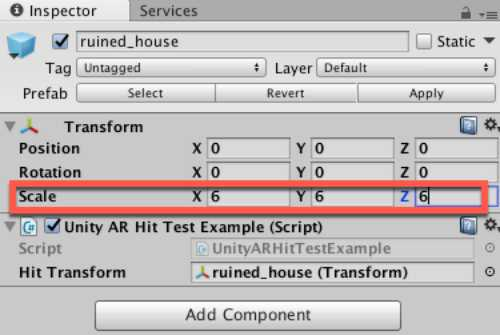 Inspector Services
ruined_house Static
Tag Untagged Layer Default
Prefab Select Revert Apply
Transform
Position X 0 Y 0 Z 0
Rotation X 0 Y 0 Z 0
Scale X 6 Y 6 Z 6
Unity AR Hit Test Example (Script)
Script UnityARHitTestExample
Hit Transform ruined_house (Transform)
Add Component